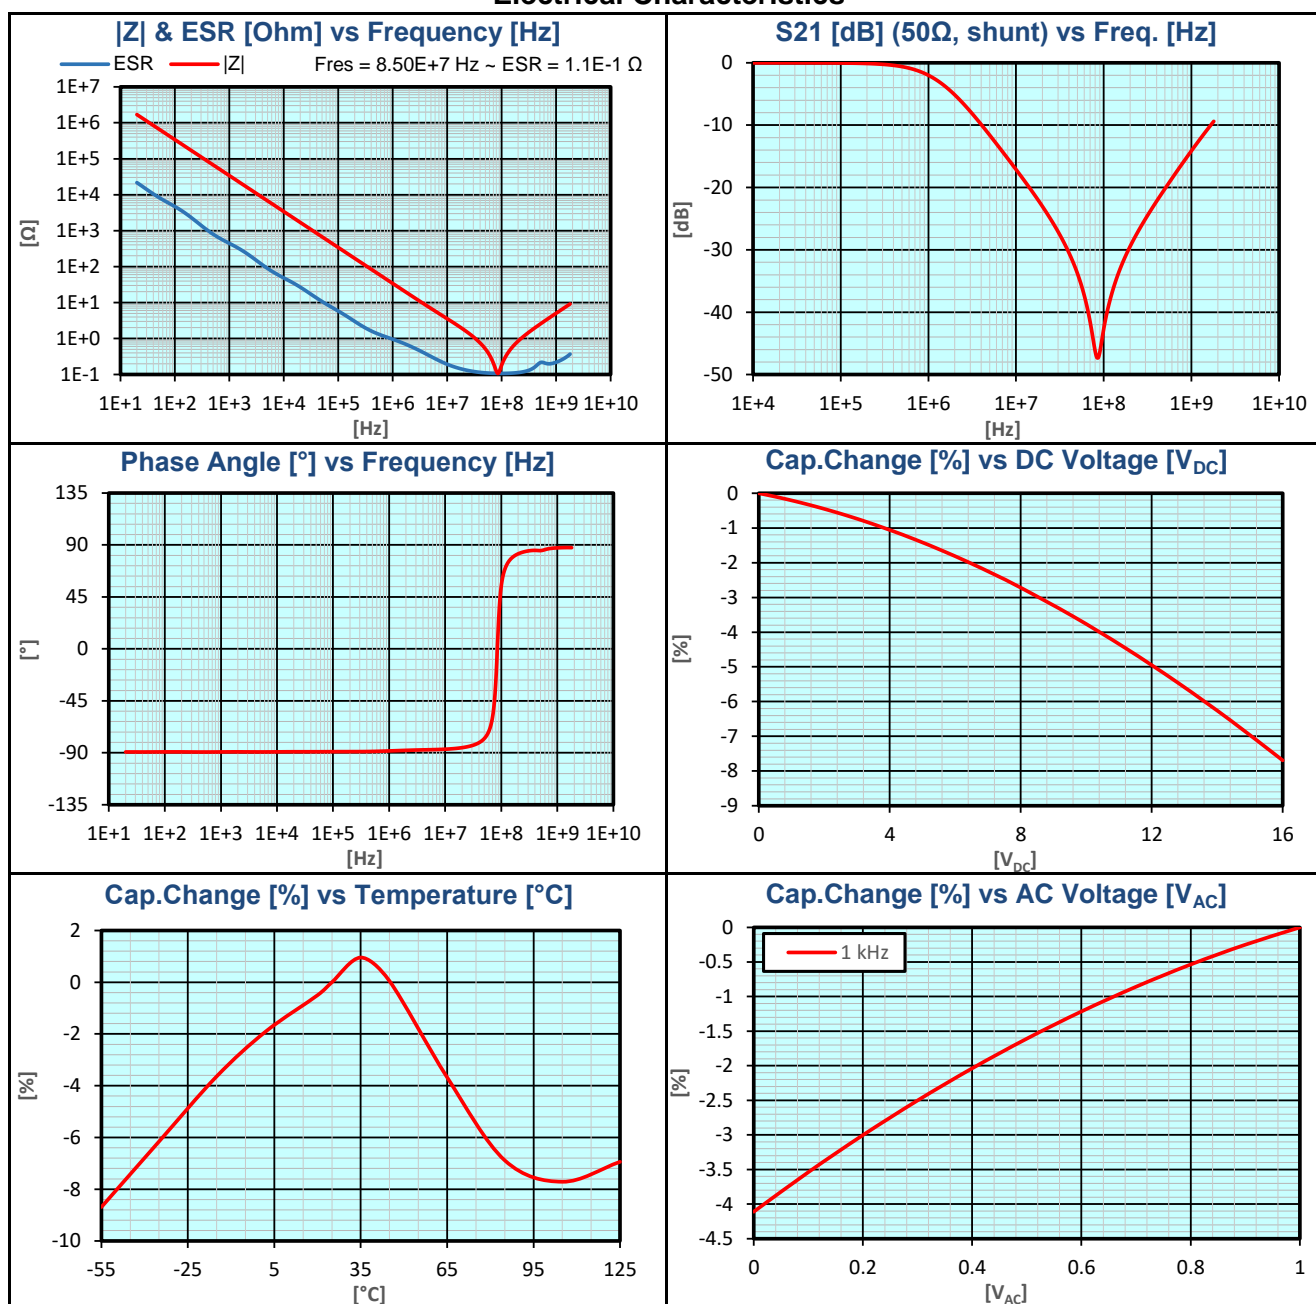 |Z| & ESR [Ohm] vs Frequency [Hz]
ESR |Z| Fres = 8.50E+7 Hz ~ ESR = 1.1E-1 Ω
1E+7
1E+6
1E+5
1E+4
1E+3
1E+2
1E+1
1E+0
1E-1
[Ω]
1E+1 1E+2 1E+3 1E+4 1E+5 1E+6 1E+7 1E+8 1E+9 1E+10
[Hz]
S21 [dB] (50Ω, shunt) vs Freq. [Hz]
0
-10
-20
-30
-40
-50
[dB]
1E+4 1E+5 1E+6 1E+7 1E+8 1E+9 1E+10
[Hz]
Phase Angle [°] vs Frequency [Hz]
135
90
45
0
-45
-90
-135
[°]
1E+1 1E+2 1E+3 1E+4 1E+5 1E+6 1E+7 1E+8 1E+9 1E+10
[Hz]
Cap.Change [%] vs DC Voltage [VDC]
0
-1
-2
-3
-4
-5
-6
-7
-8
-9
[%]
0 4 8 12 16
[VDC]
Cap.Change [%] vs Temperature [°C]
2
0
-2
-4
-6
-8
-10
[%]
-55 -25 5 35 65 95 125
[°C]
Cap.Change [%] vs AC Voltage [VAC]
1 kHz
0
-0.5
-1
-1.5
-2
-2.5
-3
-3.5
-4
-4.5
[%]
0 0.2 0.4 0.6 0.8 1
[VAC]